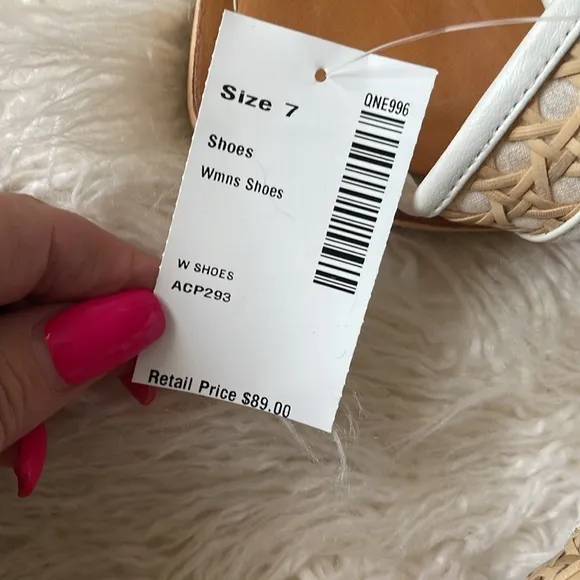 Size 7
QNE996
Shoes
Wmns Shoes
W SHOES
ACP293
Retail Price $89.00